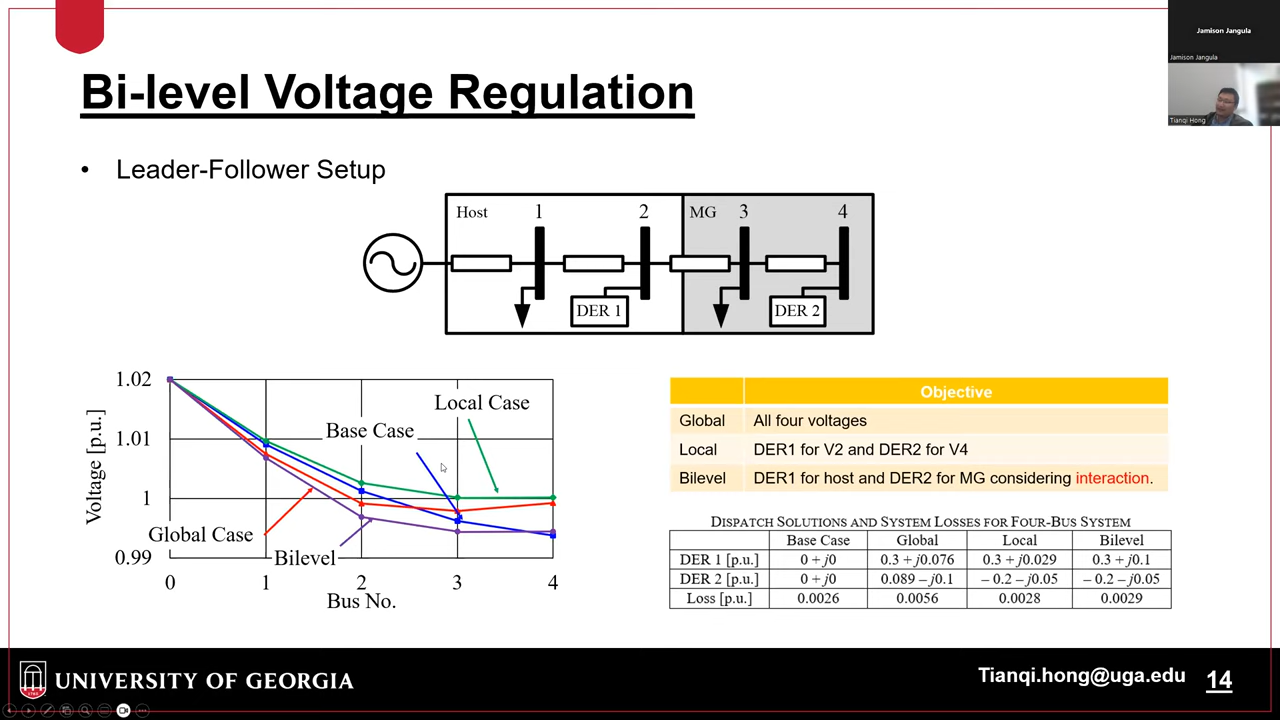 Jamison Jangula
Jamison Jangula
Tianqi Hong
Bi-level Voltage Regulation
• Leader-Follower Setup
Host 1 2 MG 3 4
DER 1 DER 2
1.02
1.01
1
0.99
Voltage [p.u.]
Local Case
Base Case
Global Case
Bilevel
0 1 2 3 4
Bus No.
Objective
Global All four voltages
Local DER1 for V2 and DER2 for V4
Bilevel DER1 for host and DER2 for MG considering interaction.
DISPATCH SOLUTIONS AND SYSTEM LOSSES FOR FOUR-BUS SYSTEM
Base Case Global Local Bilevel
DER 1 [p.u.] 0 + j0 0.3 + j0.076 0.3 + j0.029 0.3 + j0.1
DER 2 [p.u.] 0 + j0 0.089 – j0.1 – 0.2 – j0.05 – 0.2 – j0.05
Loss [p.u.] 0.0026 0.0056 0.0028 0.0029
UNIVERSITY OF GEORGIA
Tianqi.hong@uga.edu 14